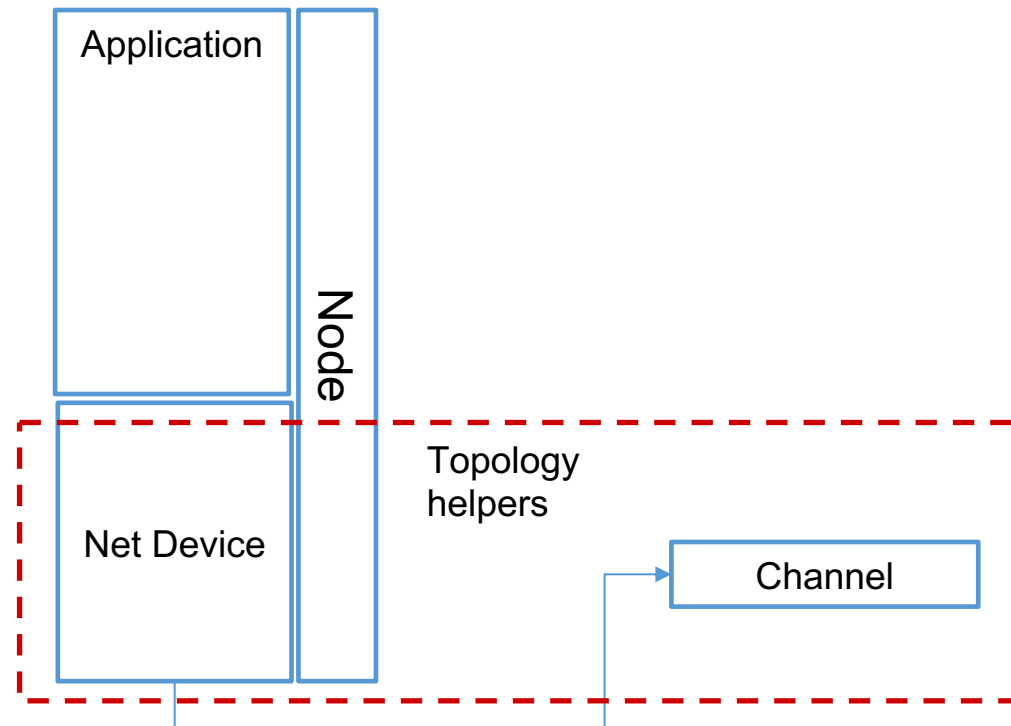 Application
Node
Topology
helpers
Net Device
Channel